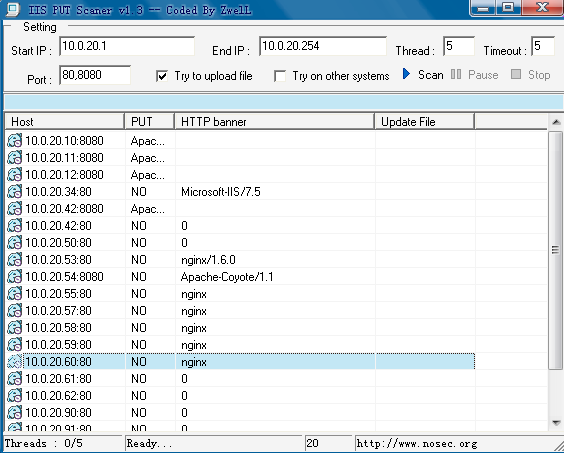 IIS PUT Scaner v1.3 -- Coded By ZwelL
Setting
Start IP : 10.0.20.1 End IP : 10.0.20.254 Thread : 5 Timeout : 5
Port : 80,8080 Try to upload file Try on other systems Scan Pause Stop
Host PUT HTTP banner Update File
10.0.20.10:8080 Apac...
10.0.20.11:8080 Apac...
10.0.20.12:8080 Apac...
10.0.20.34:80 NO Microsoft-IIS/7.5
10.0.20.42:8080 Apac...
10.0.20.42:80 NO 0
10.0.20.50:80 NO 0
10.0.20.53:80 NO nginx/1.6.0
10.0.20.54:8080 NO Apache-Coyote/1.1
10.0.20.55:80 NO nginx
10.0.20.57:80 NO nginx
10.0.20.58:80 NO nginx
10.0.20.59:80 NO nginx
10.0.20.60:80 NO nginx
10.0.20.61:80 NO 0
10.0.20.62:80 NO 0
10.0.20.90:80 NO 0
10.0.20.91:80 NO 0
Threads : 0/5 Ready... 20 http://www.nosec.org